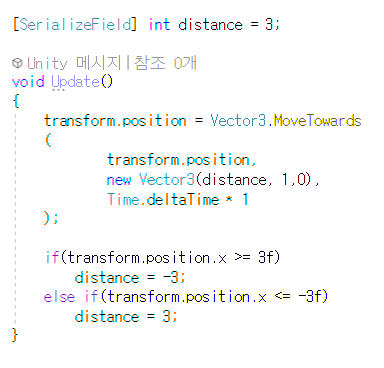 [SerializeField] int distance = 3;
Unity 메시지|참조 0개
void Update()
{
transform.position = Vector3.MoveTowards
(
transform.position,
new Vector3(distance, 1,0),
Time.deltaTime * 1
);
if(transform.position.x >= 3f)
distance = -3;
else if(transform.position.x <= -3f)
distance = 3;
}